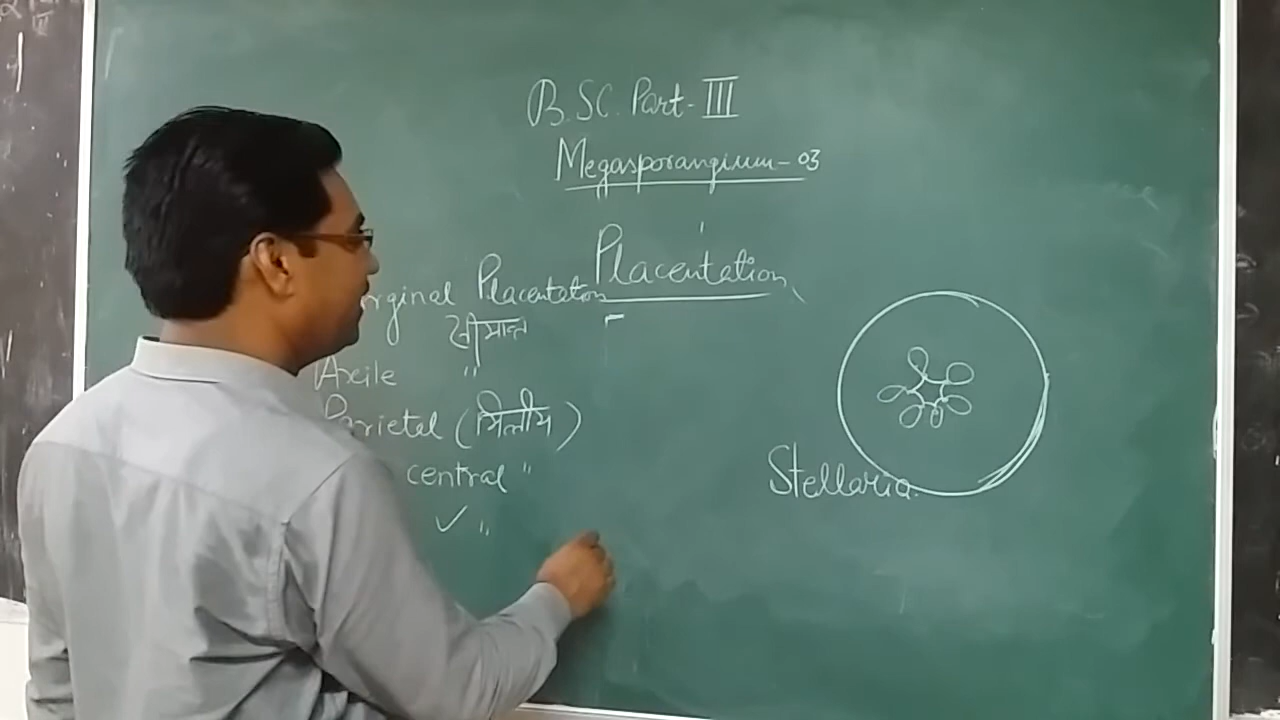 B.SC. Part-III
Megasporangium-03
Placentation
rginal Placentation
सीमान्त
Axile "
Parietal (भित्तीय)
central "
✓ "
Stellaria